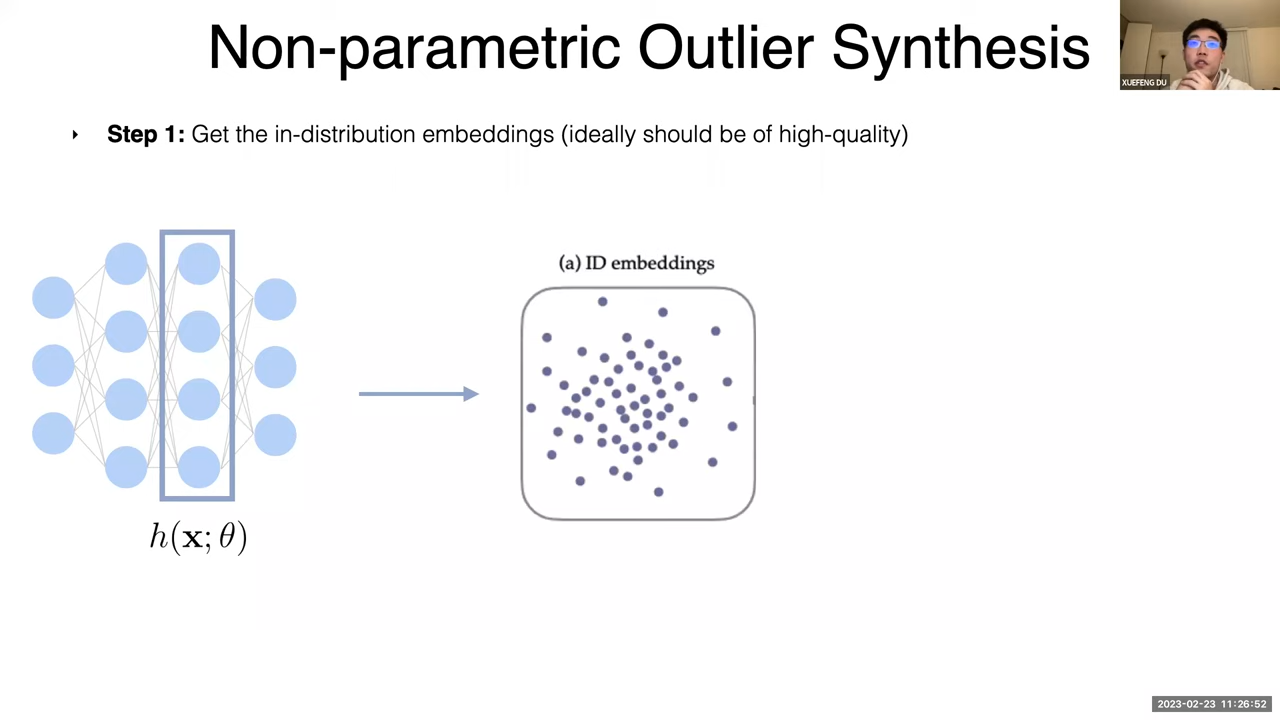 Non-parametric Outlier Synthesis
XUEFENG DU
‣ Step 1: Get the in-distribution embeddings (ideally should be of high-quality)
(a) ID embeddings
h(x; θ)
2023-02-23 11:26:52